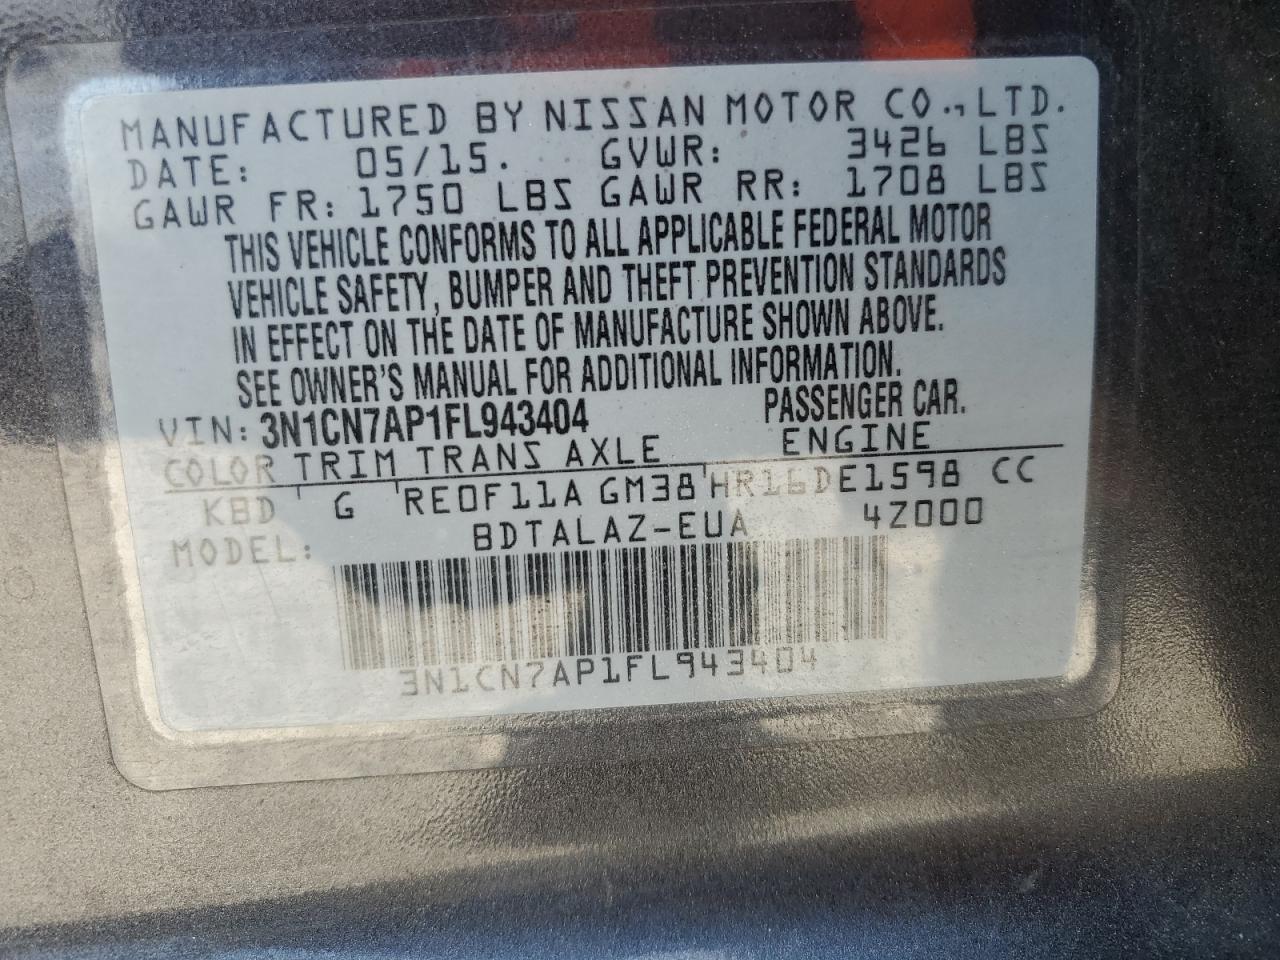 MANUFACTURED BY NISSAN MOTOR CO., LTD.
DATE: 05/15. GVWR: 3426 LBS
GAWR FR: 1750 LBS GAWR RR: 1708 LBS
THIS VEHICLE CONFORMS TO ALL APPLICABLE FEDERAL MOTOR
VEHICLE SAFETY, BUMPER AND THEFT PREVENTION STANDARDS
IN EFFECT ON THE DATE OF MANUFACTURE SHOWN ABOVE.
SEE OWNER'S MANUAL FOR ADDITIONAL INFORMATION.
VIN: 3N1CN7AP1FL943404 PASSENGER CAR.
COLOR TRIM TRANS AXLE ENGINE
KBD G RE0F11A GM38 HR16DE1598 CC
MODEL: BDTALAZ-EUA 4Z000
3N1CN7AP1FL943404